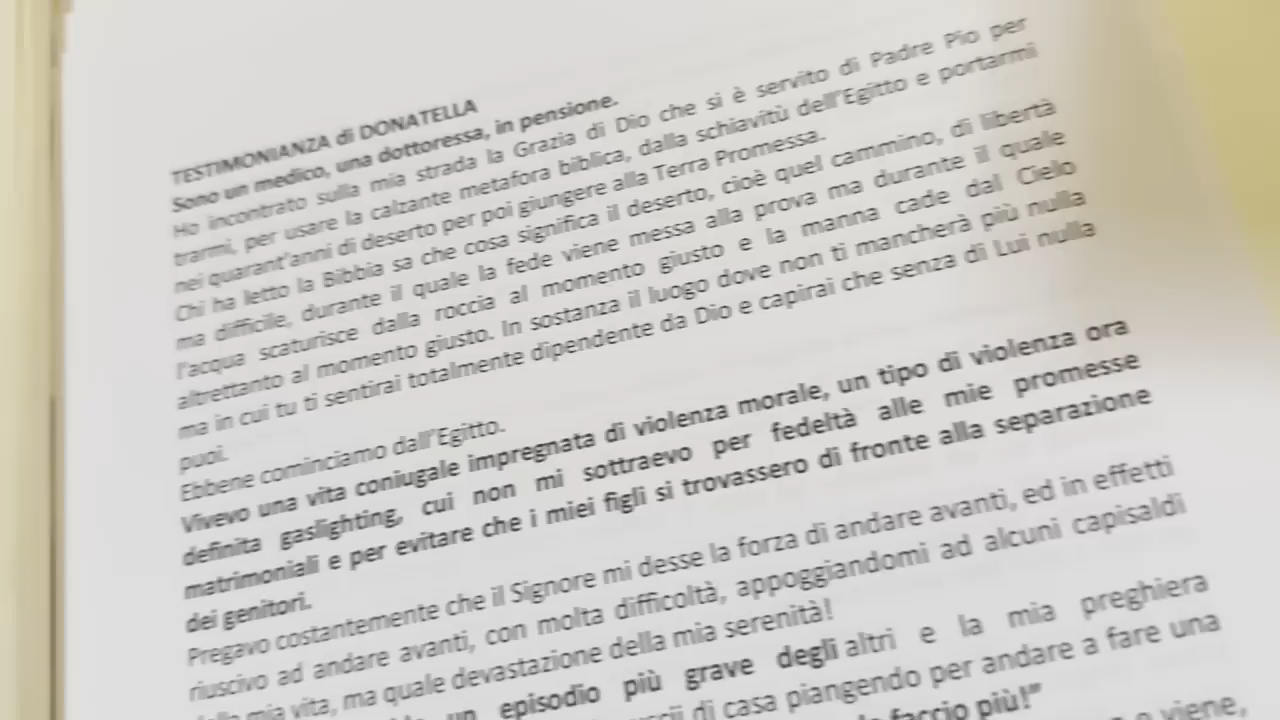 TESTIMONIANZA di DONATELLA
Sono un medico, una dottoressa, in pensione.
Ho incontrato sulla mia strada la Grazia di Dio che si è servito di Padre Pio per
trarmi, per usare la calzante metafora biblica, dalla schiavitù dell'Egitto e portarmi
nei quarant'anni di deserto per poi giungere alla Terra Promessa.
Chi ha letto la Bibbia sa che cosa significa il deserto, cioè quel cammino, di libertà
ma difficile, durante il quale la fede viene messa alla prova ma durante il quale
l'acqua scaturisce dalla roccia al momento giusto e la manna cade dal Cielo
altrettanto al momento giusto. In sostanza il luogo dove non ti mancherà più nulla
ma in cui tu ti sentirai totalmente dipendente da Dio e capirai che senza di Lui nulla
puoi.
Ebbene cominciamo dall'Egitto.
Vivevo una vita coniugale impregnata di violenza morale, un tipo di violenza ora
definita gaslighting, cui non mi sottraevo per fedeltà alle mie promesse
matrimoniali e per evitare che i miei figli si trovassero di fronte alla separazione
dei genitori.
Pregavo costantemente che il Signore mi desse la forza di andare avanti, ed in effetti
riuscivo ad andare avanti, con molta difficoltà, appoggiandomi ad alcuni capisaldi
della mia vita, ma quale devastazione della mia serenità!
un episodio più grave degli altri e la mia preghiera
di casa piangendo per andare a fare una
faccio più!"
viene,